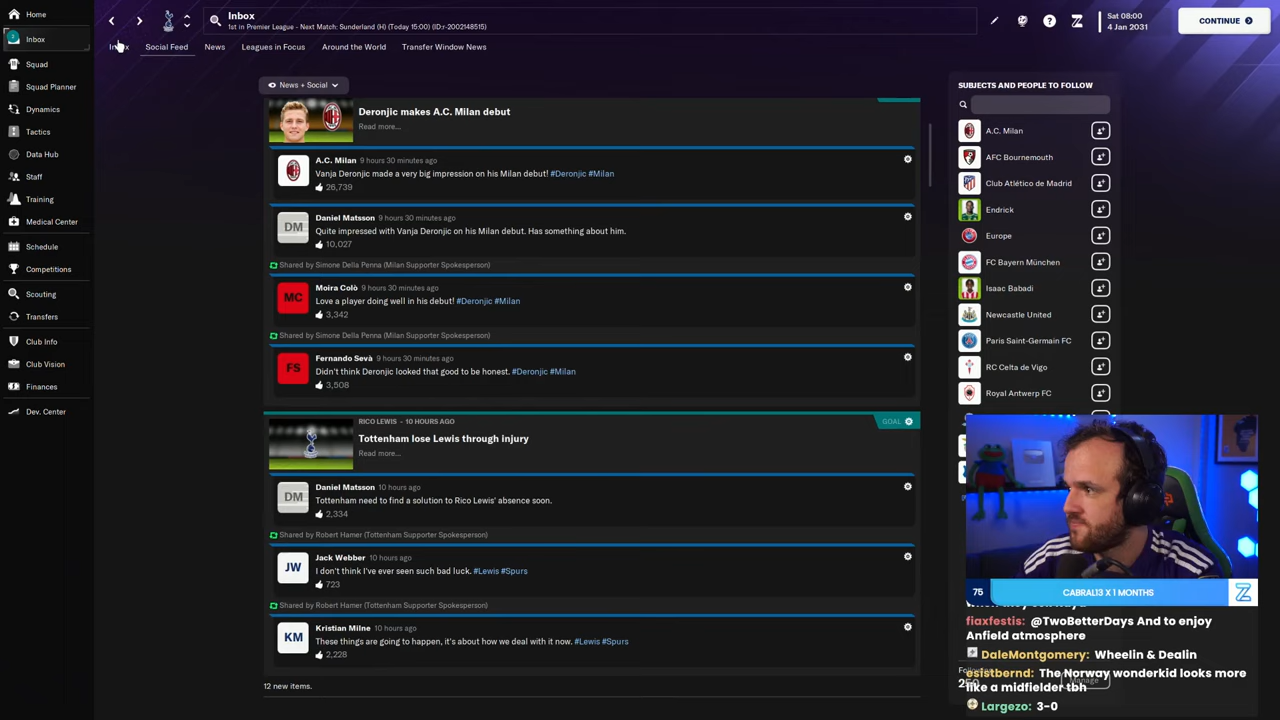 Home
Inbox
Squad
Squad Planner
Dynamics
Tactics
Data Hub
Staff
Training
Medical Center
Schedule
Competitions
Scouting
Transfers
Club Info
Club Vision
Finances
Dev. Center
Inbox
1st in Premier League - Next Match: Sunderland (H) (Today 15:00) (ID:r-2002148515)
Sat 08:00
4 Jan 2031
CONTINUE
Inbox Social Feed News Leagues in Focus Around the World Transfer Window News
News + Social
Deronjic makes A.C. Milan debut
Read more...
A.C. Milan 9 hours 30 minutes ago
Vanja Deronjic made a very big impression on his Milan debut! #Deronjic #Milan
26,739
DM
Daniel Matsson 9 hours 30 minutes ago
Quite impressed with Vanja Deronjic on his Milan debut. Has something about him.
10,027
Shared by Simone Della Penna (Milan Supporter Spokesperson)
MC
Moira Colò 9 hours 30 minutes ago
Love a player doing well in his debut! #Deronjic #Milan
3,342
Shared by Simone Della Penna (Milan Supporter Spokesperson)
FS
Fernando Sevà 9 hours 30 minutes ago
Didn't think Deronjic looked that good to be honest. #Deronjic #Milan
3,508
RICO LEWIS - 10 HOURS AGO
GOAL
Tottenham lose Lewis through injury
Read more...
DM
Daniel Matsson 10 hours ago
Tottenham need to find a solution to Rico Lewis' absence soon.
2,334
Shared by Robert Hamer (Tottenham Supporter Spokesperson)
JW
Jack Webber 10 hours ago
I don't think I've ever seen such bad luck. #Lewis #Spurs
723
Shared by Robert Hamer (Tottenham Supporter Spokesperson)
KM
Kristian Milne 10 hours ago
These things are going to happen, it's about how we deal with it now. #Lewis #Spurs
2,228
12 new items.
SUBJECTS AND PEOPLE TO FOLLOW
A.C. Milan
AFC Bournemouth
Club Atlético de Madrid
Endrick
Europe
FC Bayern München
Isaac Babadi
Newcastle United
Paris Saint-Germain FC
RC Celta de Vigo
Royal Antwerp FC
75 CABRAL13 X 1 MONTHS
fiaxfestis: @TwoBetterDays And to enjoy
Anfield atmosphere
DaleMontgomery: Wheelin & Dealin
esistbernd: The Norway wonderkid looks more
like a midfielder tbh
Largezo: 3-0